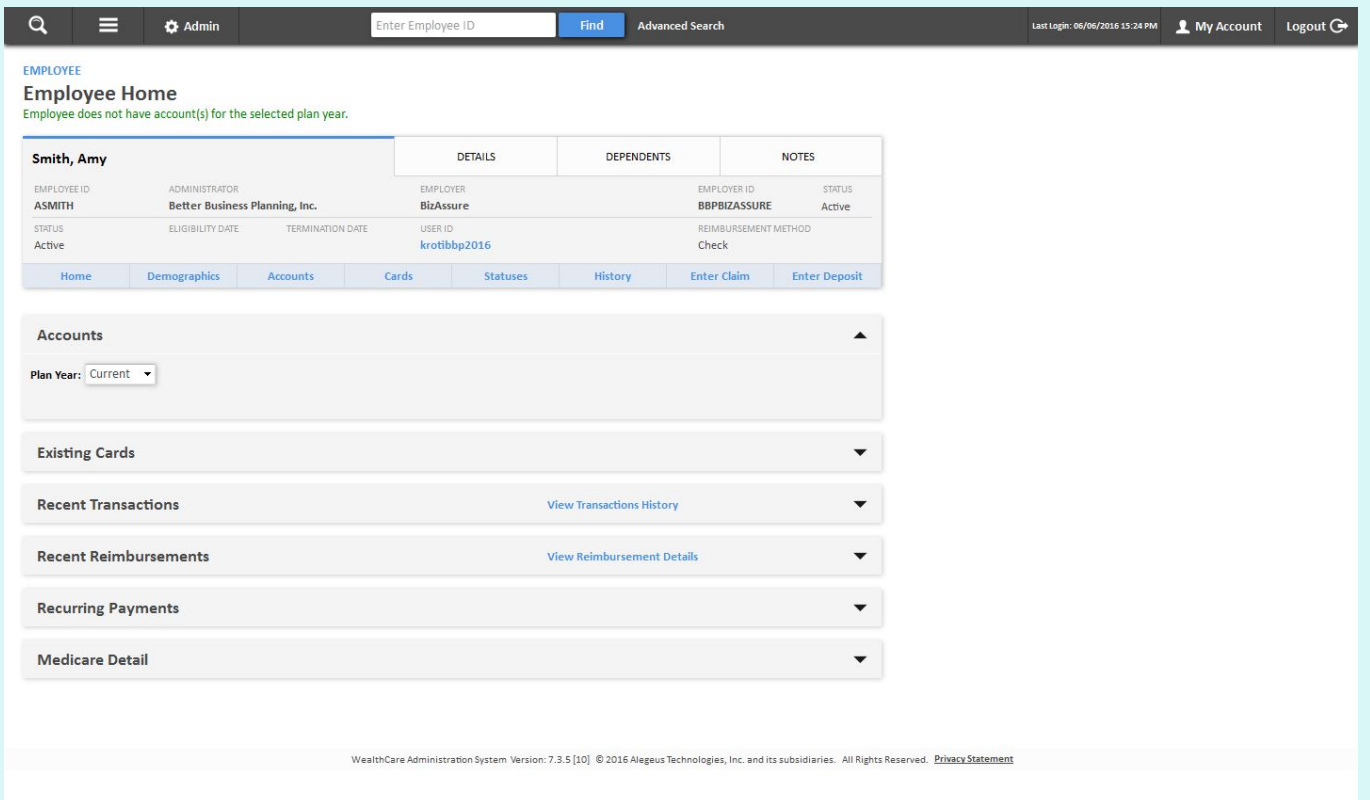 Admin Enter Employee ID Find Advanced Search Last Login: 06/06/2016 15:24 PM My Account Logout
EMPLOYEE
Employee Home
Employee does not have account(s) for the selected plan year.
Smith, Amy DETAILS DEPENDENTS NOTES
EMPLOYEE ID ADMINISTRATOR EMPLOYER EMPLOYER ID STATUS
ASMITH Better Business Planning, Inc. BizAssure BBPBIZASSURE Active
STATUS ELIGIBILITY DATE TERMINATION DATE USER ID REIMBURSEMENT METHOD
Active krotibbp2016 Check
Home Demographics Accounts Cards Statuses History Enter Claim Enter Deposit
Accounts
Plan Year: Current
Existing Cards
Recent Transactions View Transactions History
Recent Reimbursements View Reimbursement Details
Recurring Payments
Medicare Detail
WealthCare Administration System Version: 7.3.5 [10] © 2016 Alegeus Technologies, Inc. and its subsidiaries. All Rights Reserved. Privacy Statement